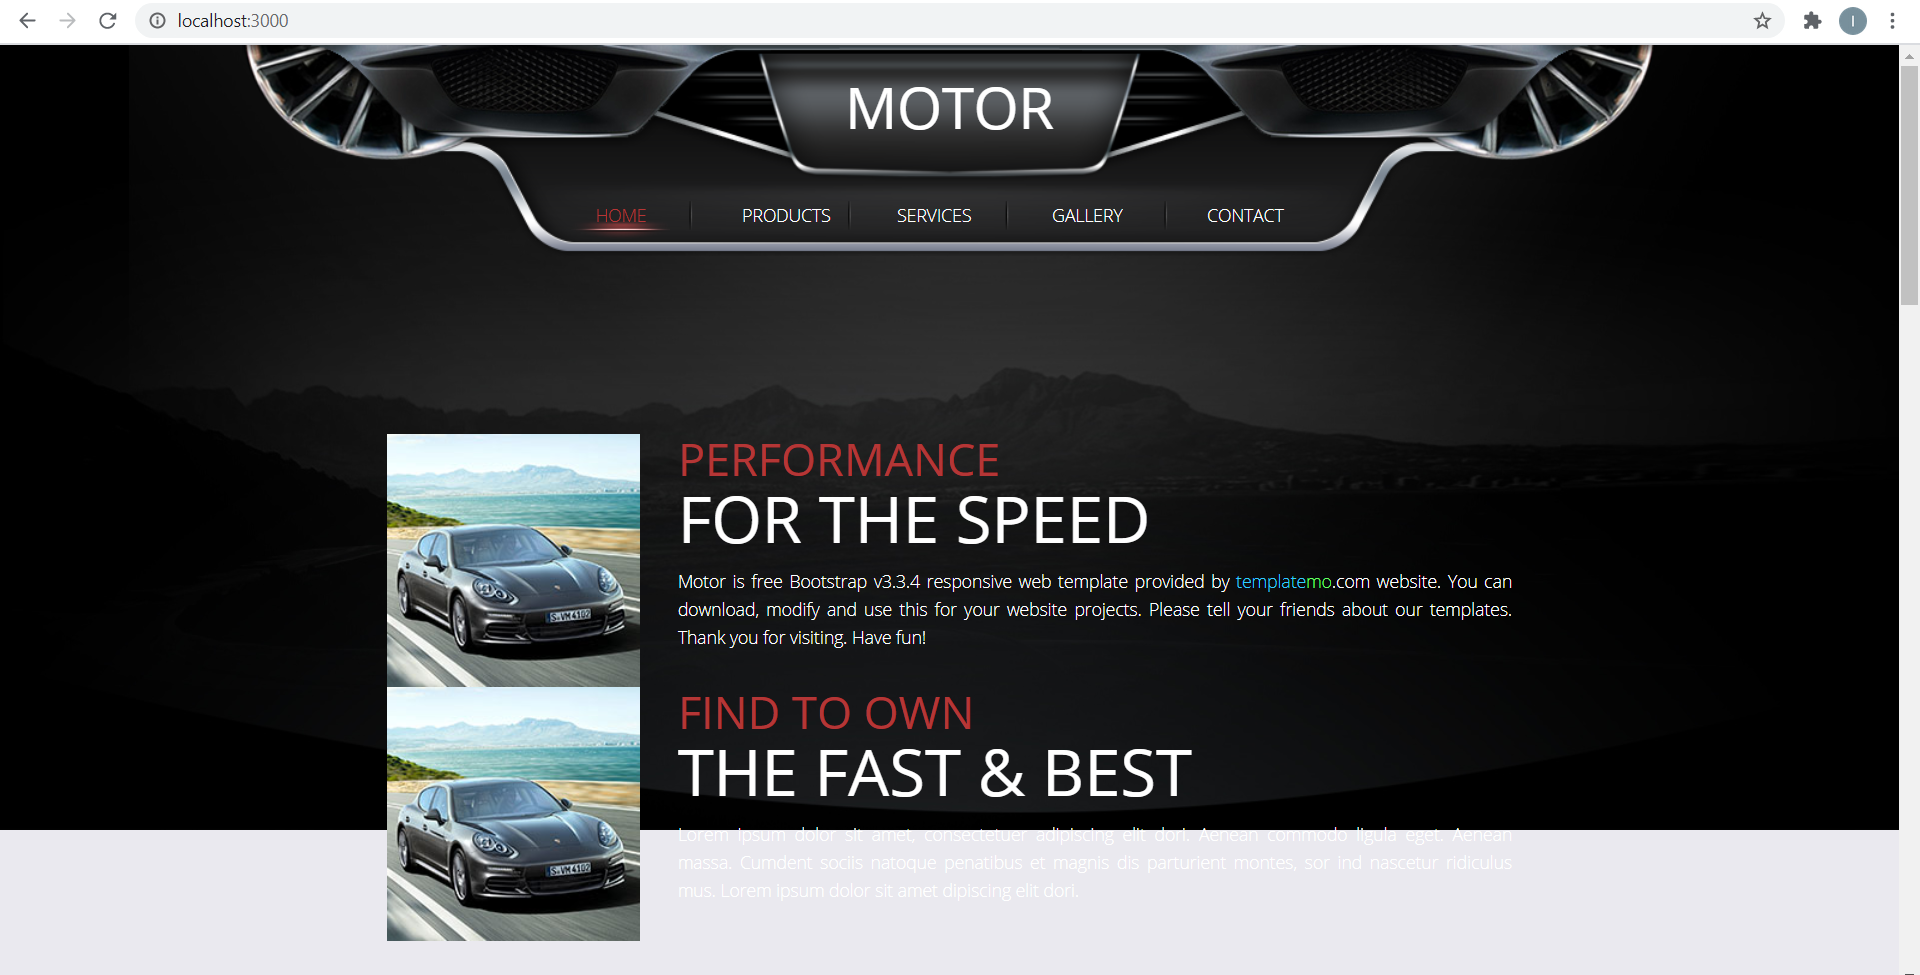 localhost:3000
I
MOTOR
HOME PRODUCTS SERVICES GALLERY CONTACT
PERFORMANCE
FOR THE SPEED
Motor is free Bootstrap v3.3.4 responsive web template provided by templatemo.com website. You can
download, modify and use this for your website projects. Please tell your friends about our templates.
Thank you for visiting. Have fun!
S·VM 4102
FIND TO OWN
THE FAST & BEST
Lorem ipsum dolor sit amet, consectetuer adipiscing elit dori. Aenean commodo ligula eget. Aenean
massa. Cumdent sociis natoque penatibus et magnis dis parturient montes, sor ind nascetur ridiculus
mus. Lorem ipsum dolor sit amet dipiscing elit dori.
S·VM 4102